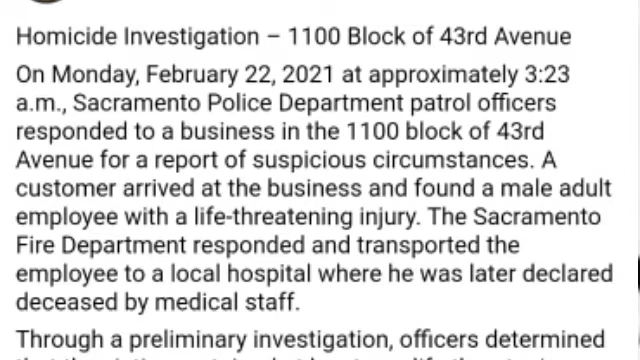 Homicide Investigation – 1100 Block of 43rd Avenue
On Monday, February 22, 2021 at approximately 3:23
a.m., Sacramento Police Department patrol officers
responded to a business in the 1100 block of 43rd
Avenue for a report of suspicious circumstances. A
customer arrived at the business and found a male adult
employee with a life-threatening injury. The Sacramento
Fire Department responded and transported the
employee to a local hospital where he was later declared
deceased by medical staff.
Through a preliminary investigation, officers determined